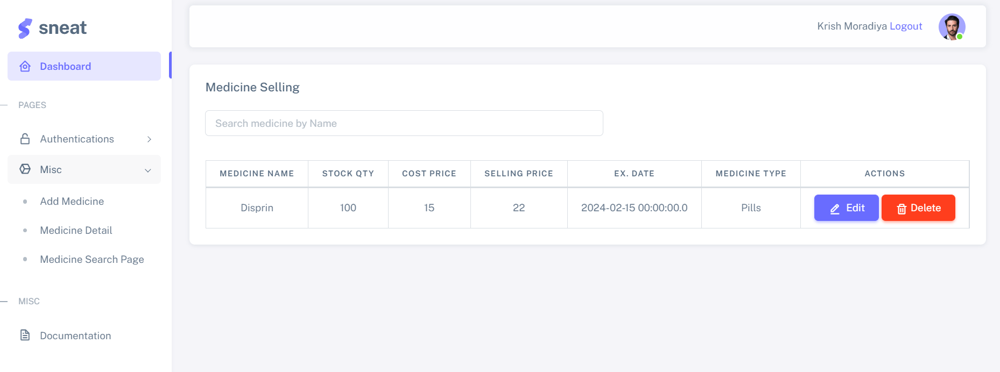 sneat
Dashboard
PAGES
Authentications
Misc
Add Medicine
Medicine Detail
Medicine Search Page
MISC
Documentation
Krish Moradiya Logout
Medicine Selling
Search medicine by Name
MEDICINE NAME STOCK QTY COST PRICE SELLING PRICE EX. DATE MEDICINE TYPE ACTIONS
Disprin 100 15 22 2024-02-15 00:00:00.0 Pills Edit Delete